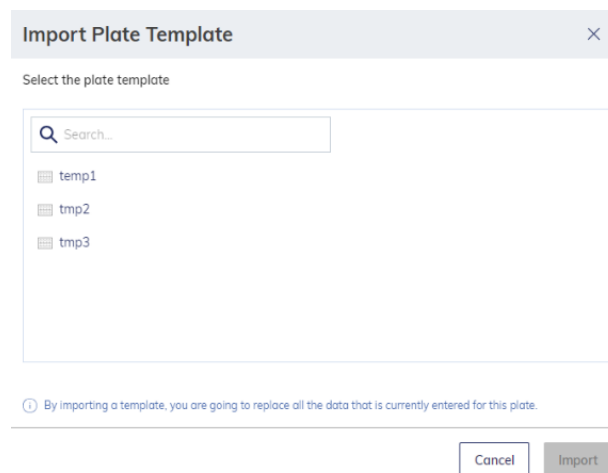 Import Plate Template
Select the plate template
Search...
temp1
tmp2
tmp3
By importing a template, you are going to replace all the data that is currently entered for this plate.
Cancel Import